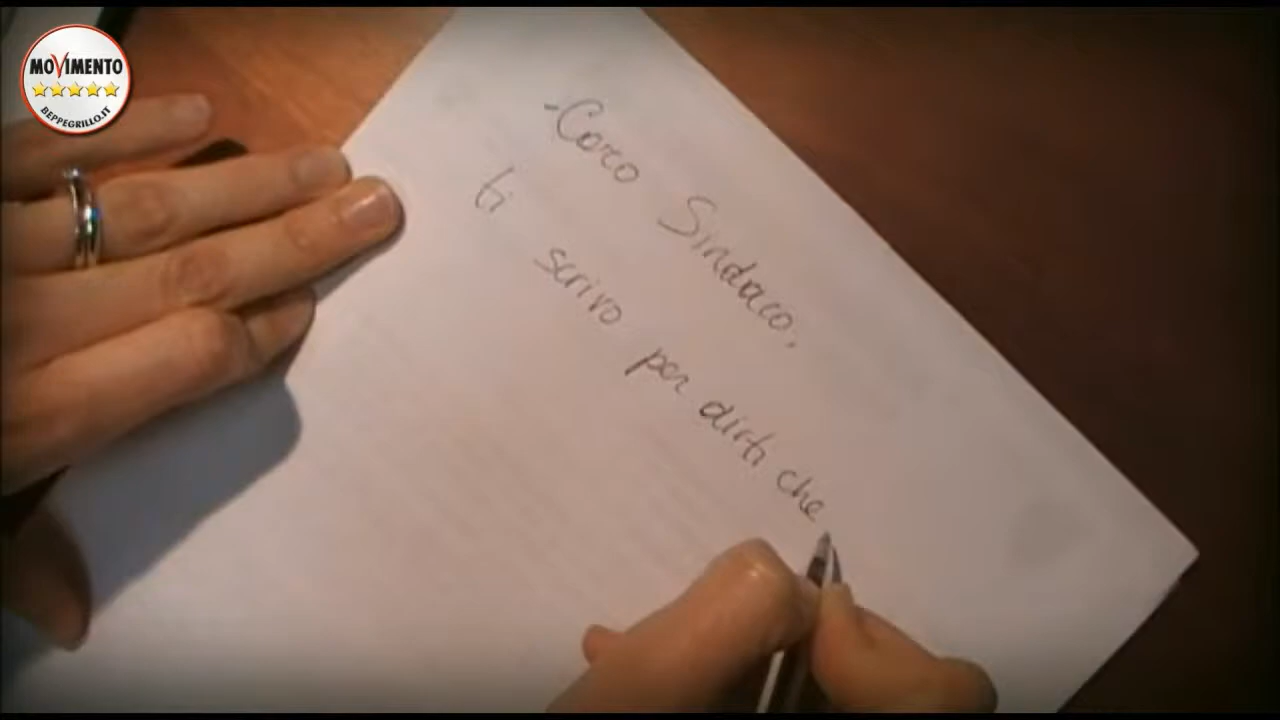 MOVIMENTO
BEPPEGRILLO.IT
Caro Sindaco,
ti scrivo per dirti che